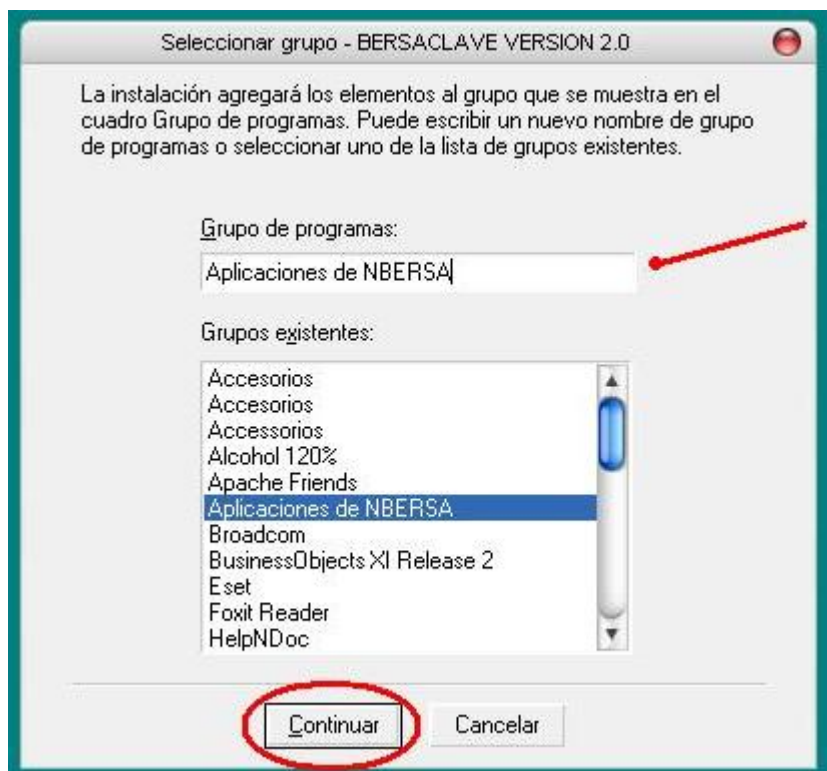 Seleccionar grupo - BERSACLAVE VERSION 2.0
La instalación agregará los elementos al grupo que se muestra en el
cuadro Grupo de programas. Puede escribir un nuevo nombre de grupo
de programas o seleccionar uno de la lista de grupos existentes.
Grupo de programas:
Aplicaciones de NBERSA
Grupos existentes:
Accesorios
Accesorios
Accessorios
Alcohol 120%
Apache Friends
Aplicaciones de NBERSA
Broadcom
BusinessObjects XI Release 2
Eset
Foxit Reader
HelpNDoc
Continuar
Cancelar